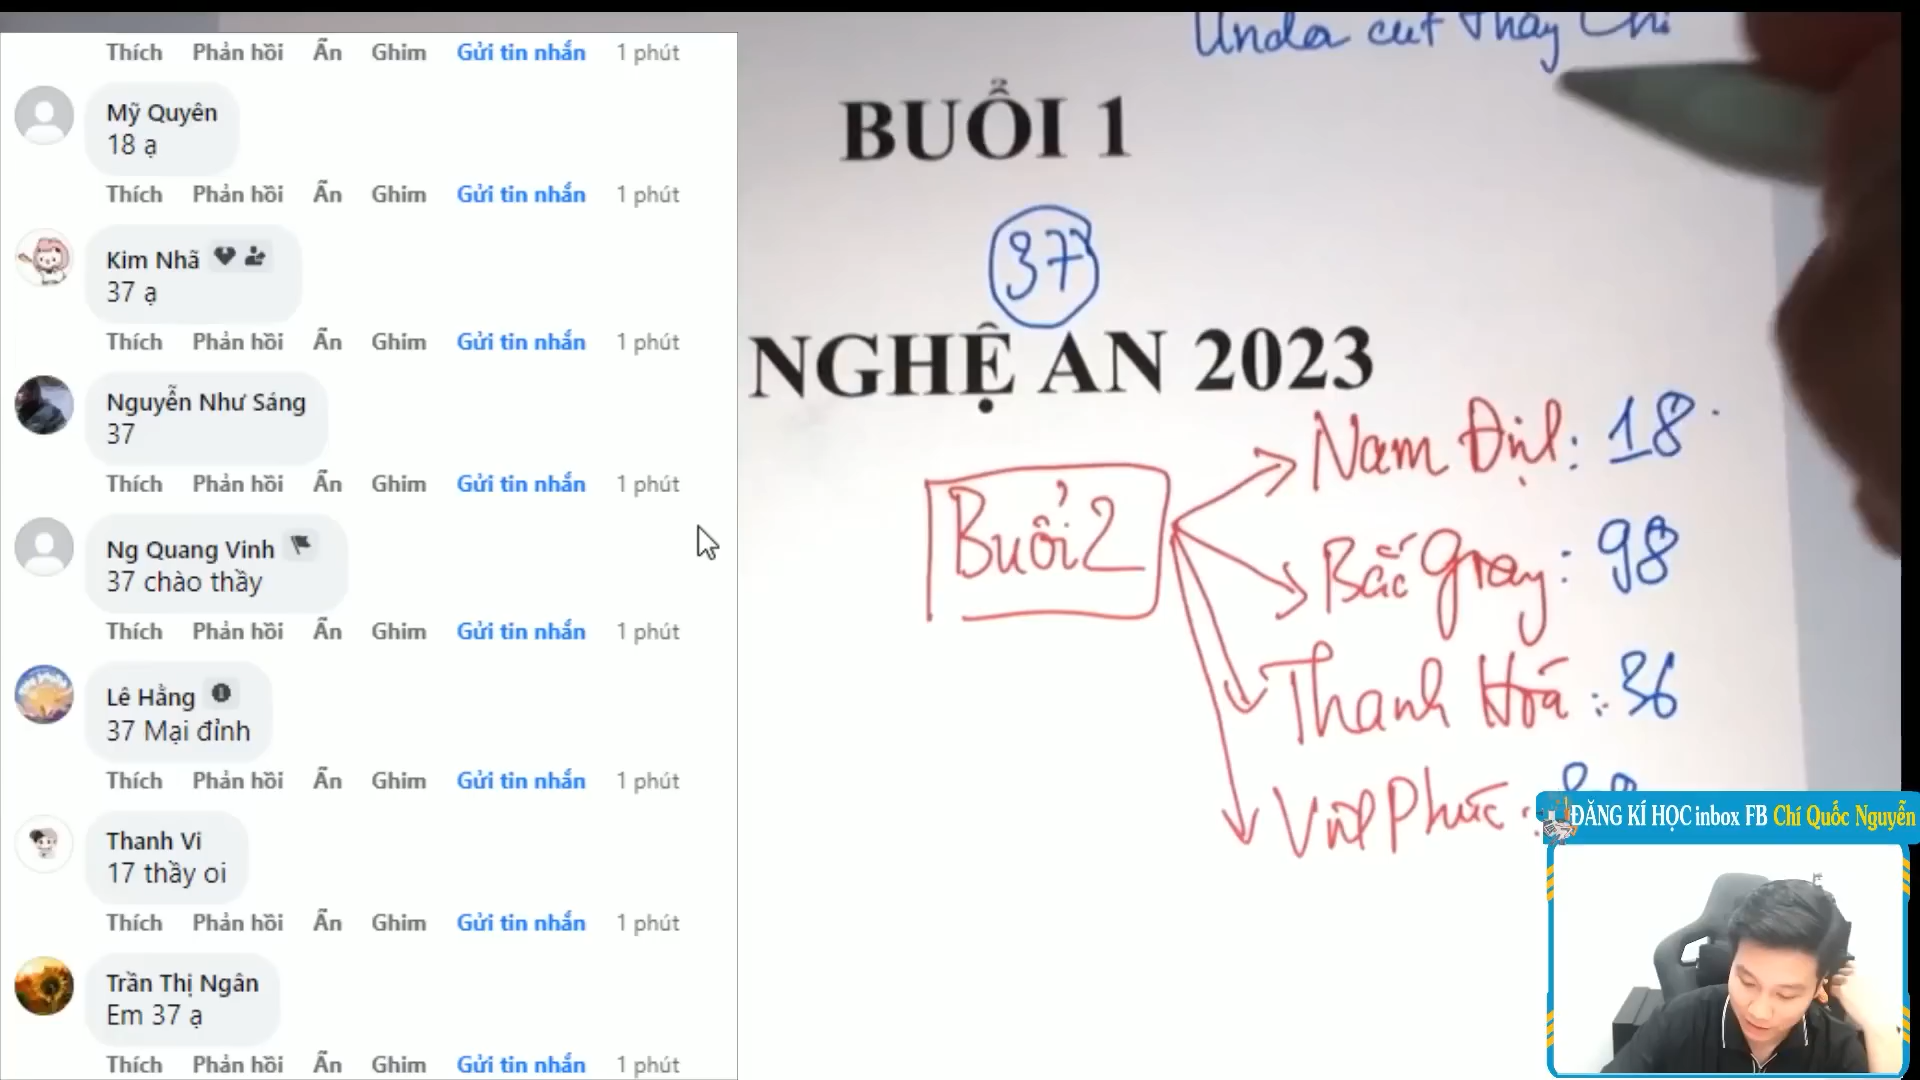 Thích Phản hồi Ẩn Ghim Gửi tin nhắn 1 phút
Mỹ Quyên
18 ạ
Thích Phản hồi Ẩn Ghim Gửi tin nhắn 1 phút
Kim Nhã
37 ạ
Thích Phản hồi Ẩn Ghim Gửi tin nhắn 1 phút
Nguyễn Như Sáng
37
Thích Phản hồi Ẩn Ghim Gửi tin nhắn 1 phút
Ng Quang Vinh
37 chào thầy
Thích Phản hồi Ẩn Ghim Gửi tin nhắn 1 phút
Lê Hằng
37 Mại đỉnh
Thích Phản hồi Ẩn Ghim Gửi tin nhắn 1 phút
Thanh Vi
17 thầy oi
Thích Phản hồi Ẩn Ghim Gửi tin nhắn 1 phút
Trần Thị Ngân
Em 37 ạ
Thích Phản hồi Ẩn Ghim Gửi tin nhắn 1 phút
Under cut Thầy Chí
BUỔI 1
37
NGHỆ AN 2023
Buổi 2
Nam Định: 18
Bắc Giang: 98
Thanh Hoá: 36
Vĩnh Phúc:
ĐĂNG KÍ HỌC inbox FB Chí Quốc Nguyễn